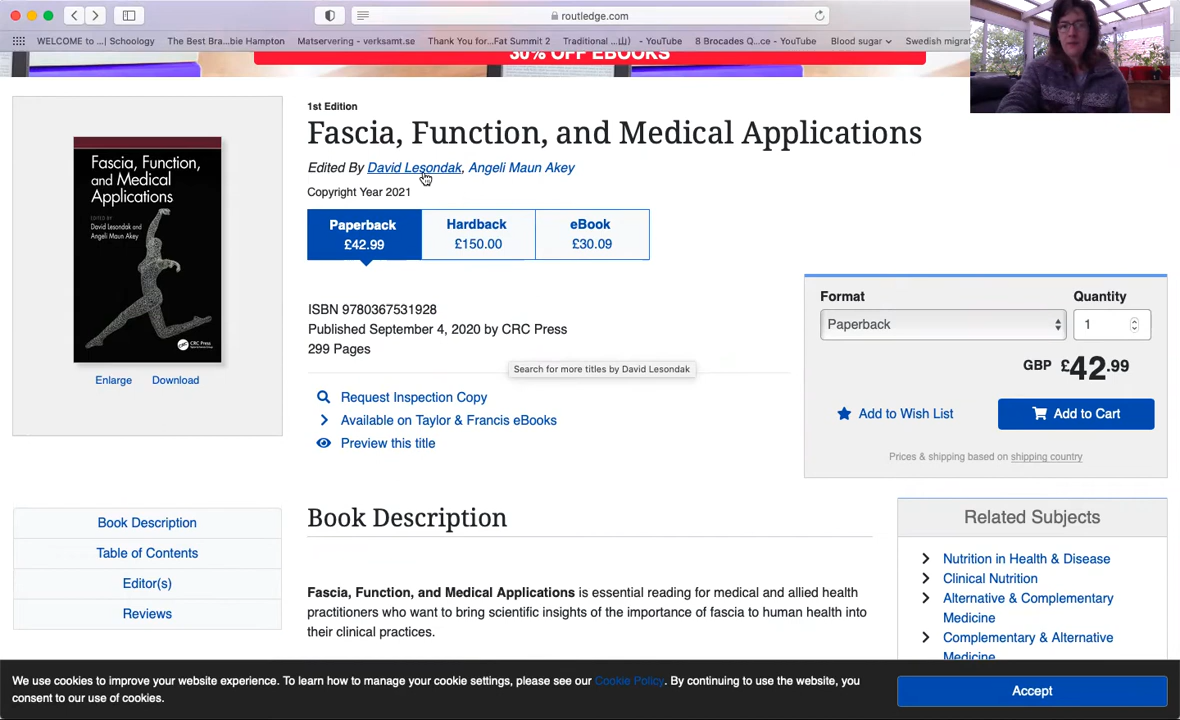 routledge.com
WELCOME to ...| Schoology
The Best Bra...bie Hampton
Matservering - verksamt.se
Thank You for...Fat Summit 2
Traditional ...(山) - YouTube
8 Brocades Q...ce - YouTube
Blood sugar
Swedish migrat
30% OFF EBOOKS
1st Edition
Fascia, Function, and Medical Applications
Edited By David Lesondak, Angeli Maun Akey
Copyright Year 2021
Fascia, Function,
and Medical
Applications
EDITED BY
David Lesondak and
Angeli Maun Akey
CRC Press
Enlarge
Download
Paperback
£42.99
Hardback
£150.00
eBook
£30.09
ISBN 9780367531928
Published September 4, 2020 by CRC Press
299 Pages
Search for more titles by David Lesondak
Request Inspection Copy
Available on Taylor & Francis eBooks
Preview this title
Format
Quantity
Paperback
1
GBP £42.99
Add to Wish List
Add to Cart
Prices & shipping based on shipping country
Book Description
Table of Contents
Editor(s)
Reviews
Book Description
Fascia, Function, and Medical Applications is essential reading for medical and allied health
practitioners who want to bring scientific insights of the importance of fascia to human health into
their clinical practices.
Related Subjects
Nutrition in Health & Disease
Clinical Nutrition
Alternative & Complementary
Medicine
Complementary & Alternative
Medicine
We use cookies to improve your website experience. To learn how to manage your cookie settings, please see our Cookie Policy. By continuing to use the website, you
consent to our use of cookies.
Accept